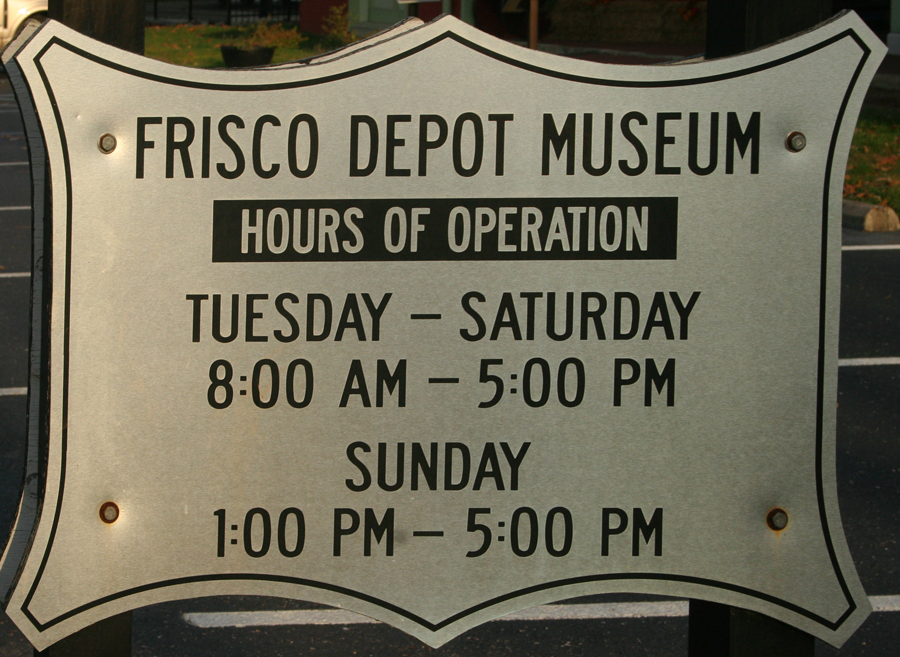 FRISCO DEPOT MUSEUM
HOURS OF OPERATION
TUESDAY – SATURDAY
8:00 AM – 5:00 PM
SUNDAY
1:00 PM – 5:00 PM